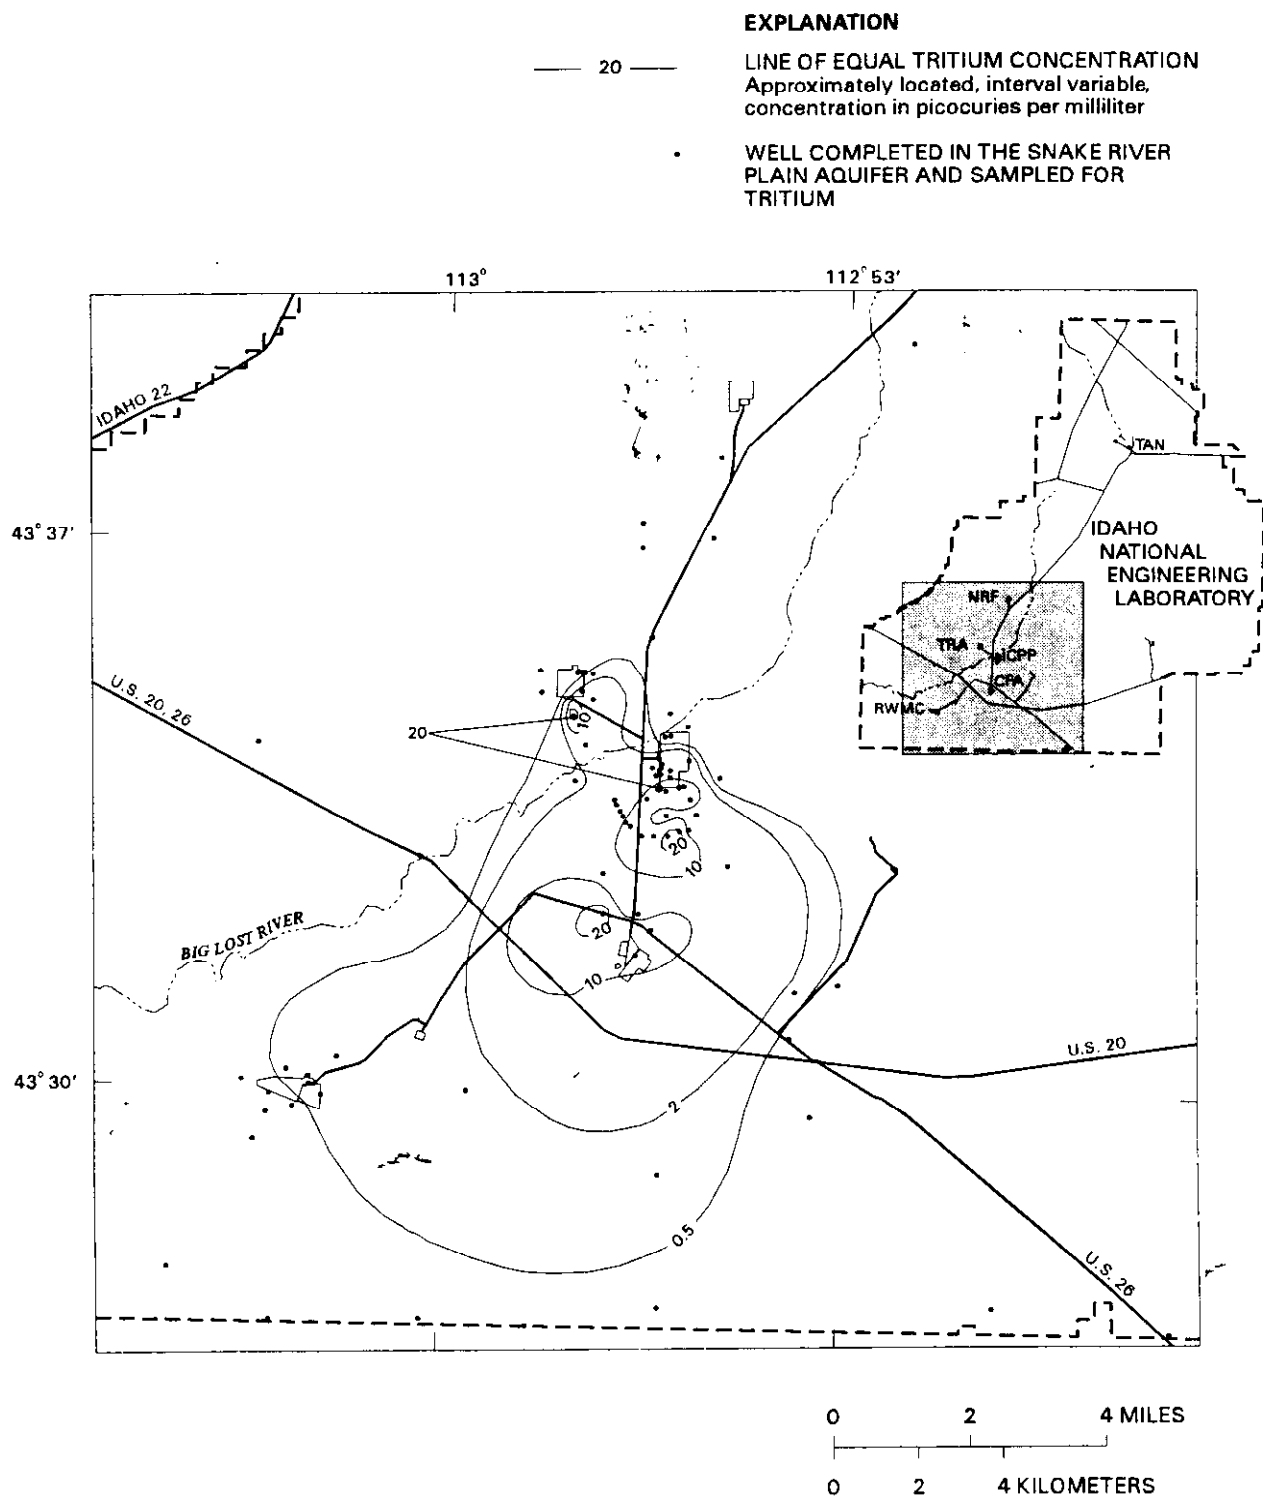 EXPLANATION
20
LINE OF EQUAL TRITIUM CONCENTRATION
Approximately located, interval variable,
concentration in picocuries per milliliter
WELL COMPLETED IN THE SNAKE RIVER
PLAIN AQUIFER AND SAMPLED FOR
TRITIUM
113°
112°53'
IDAHO 22
TAN
43°37'
IDAHO
NATIONAL
ENGINEERING
LABORATORY
NRF
TRA
ICPP
CFA
RWMC
U.S. 20, 26
10
20
20
10
BIG LOST RIVER
20
10
U.S. 20
43°30'
2
0.5
U.S. 26
0 2 4 MILES
0 2 4 KILOMETERS